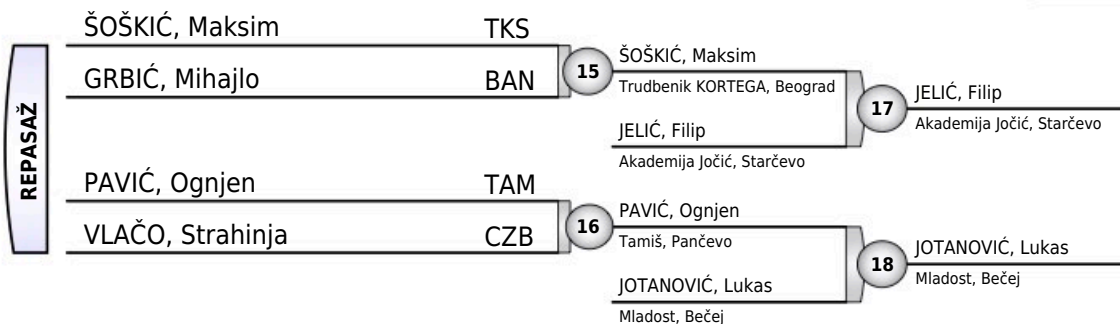 REPASAŽ
ŠOŠKIĆ, Maksim TKS
GRBIĆ, Mihajlo BAN
PAVIĆ, Ognjen TAM
VLAČO, Strahinja CZB
15
ŠOŠKIĆ, Maksim
Trudbenik KORTEGA, Beograd
JELIĆ, Filip
Akademija Jočić, Starčevo
17
JELIĆ, Filip
Akademija Jočić, Starčevo
16
PAVIĆ, Ognjen
Tamiš, Pančevo
JOTANOVIĆ, Lukas
Mladost, Bečej
18
JOTANOVIĆ, Lukas
Mladost, Bečej